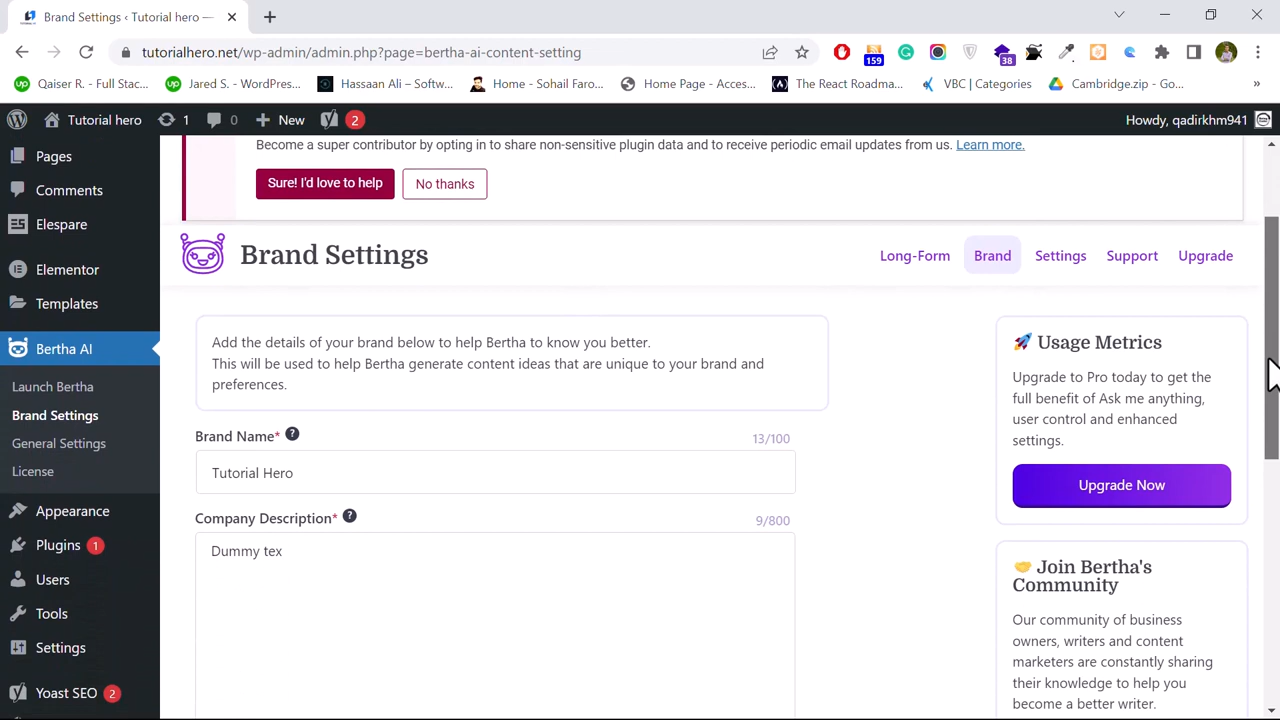 Brand Settings ‹ Tutorial hero —
tutorialhero.net/wp-admin/admin.php?page=bertha-ai-content-setting
159
38
Qaiser R. - Full Stac...
Jared S. - WordPres...
Hassaan Ali – Softw...
Home - Sohail Faro...
Home Page - Acces...
The React Roadma...
VBC | Categories
Cambridge.zip - Go...
»
Tutorial hero
1
0
New
2
Howdy, qadirkhm941
Pages
Comments
Elespare
Elementor
Templates
Bertha AI
Launch Bertha
Brand Settings
General Settings
License
Appearance
Plugins 1
Users
Tools
Settings
Yoast SEO 2
Become a super contributor by opting in to share non-sensitive plugin data and to receive periodic email updates from us. Learn more.
Sure! I'd love to help
No thanks
Brand Settings
Long-Form
Brand
Settings
Support
Upgrade
Add the details of your brand below to help Bertha to know you better.
This will be used to help Bertha generate content ideas that are unique to your brand and
preferences.
Brand Name* ?
13/100
Tutorial Hero
Company Description* ?
9/800
Dummy tex
Usage Metrics
Upgrade to Pro today to get the
full benefit of Ask me anything,
user control and enhanced
settings.
Upgrade Now
Join Bertha's
Community
Our community of business
owners, writers and content
marketers are constantly sharing
their knowledge to help you
become a better writer.